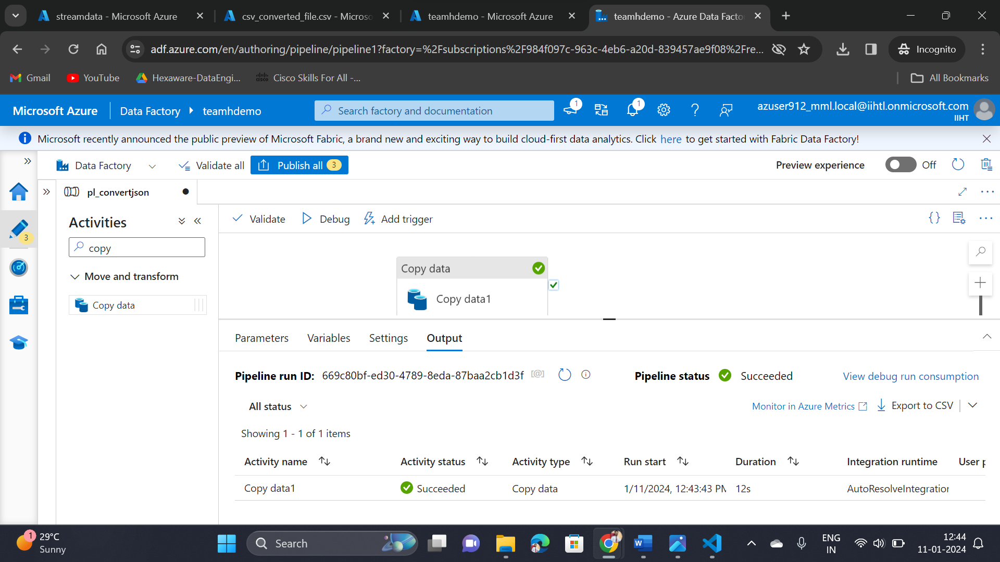 streamdata - Microsoft Azure
csv_converted_file.csv - Microso
teamhdemo - Microsoft Azure
teamhdemo - Azure Data Facto
adf.azure.com/en/authoring/pipeline/pipeline1?factory=%2Fsubscriptions%2F984f097c-963c-4eb6-a20d-839457ae9f08%2Fre...
Incognito
Gmail
YouTube
Hexaware-DataEngi...
Cisco Skills For All -...
All Bookmarks
Microsoft Azure
Data Factory
teamhdemo
Search factory and documentation
1
1
azuser912_mml.local@iihtl.onmicrosoft.com
IIHT
Microsoft recently announced the public preview of Microsoft Fabric, a brand new and exciting way to build cloud-first data analytics. Click here to get started with Fabric Data Factory!
Data Factory
Validate all
Publish all 3
Preview experience
Off
pl_convertjson
3
Activities
copy
Move and transform
Copy data
Validate
Debug
Add trigger
{}
Copy data
Copy data1
Parameters
Variables
Settings
Output
Pipeline run ID: 669c80bf-ed30-4789-8eda-87baa2cb1d3f [@]
Pipeline status Succeeded
View debug run consumption
All status
Monitor in Azure Metrics
Export to CSV
Showing 1 - 1 of 1 items
Activity name Activity status Activity type Run start Duration Integration runtime User p
Copy data1 Succeeded Copy data 1/11/2024, 12:43:43 PM 12s AutoResolveIntegration
1
29°C
Sunny
Search
ENG
IN
12:44
11-01-2024